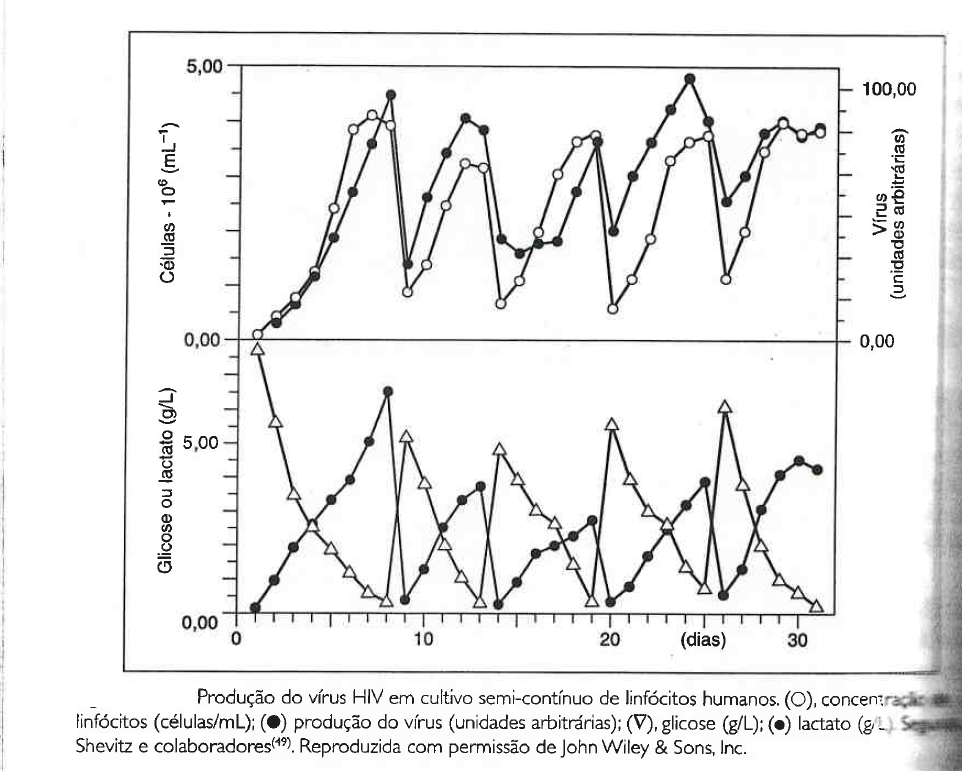 5,00
100,00
Células - 10⁶ (mL⁻¹)
Vírus
(unidades arbitrárias)
0,00
0,00
Glicose ou lactato (g/L)
5,00
0,00
0
10
20
(dias)
30
Produção do vírus HIV em cultivo semi-contínuo de linfócitos humanos. (○), concentração
linfócitos (células/mL); (●) produção do vírus (unidades arbitrárias); (∇), glicose (g/L); (●) lactato (g/L).
Shevitz e colaboradores⁽⁴⁹⁾. Reproduzida com permissão de John Wiley & Sons, Inc.